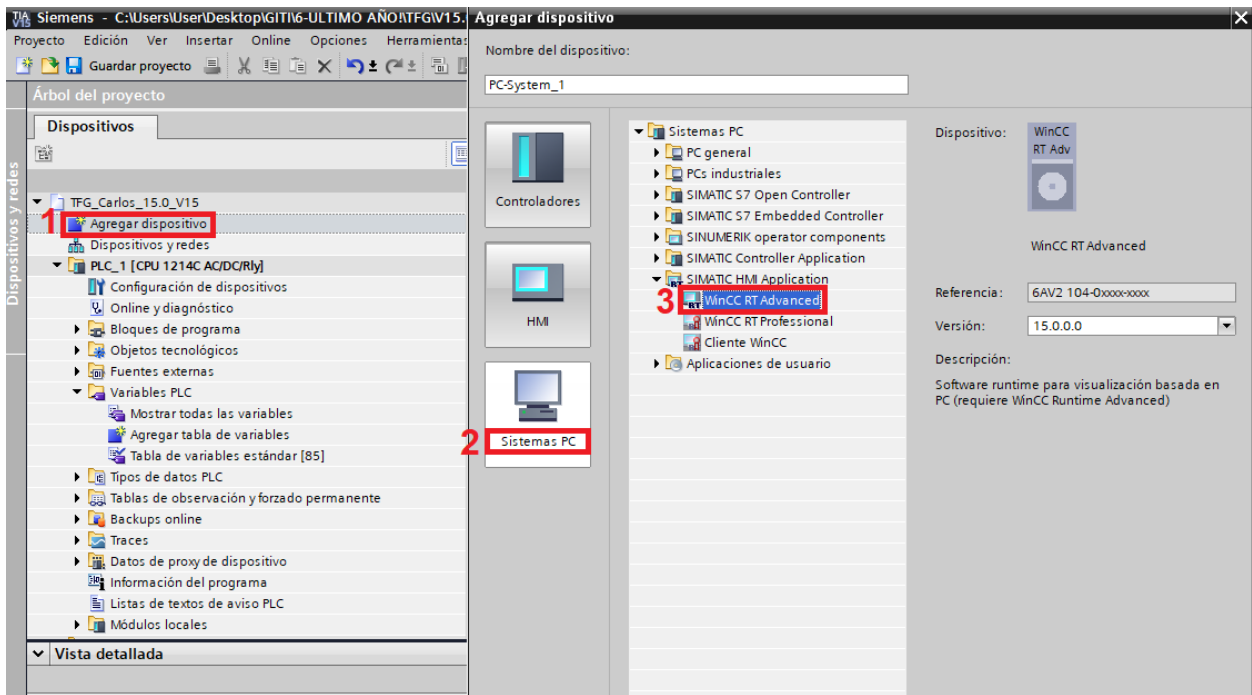 Siemens - C:\Users\User\Desktop\GITI\6-ULTIMO AÑO!\TFG\V15.
Proyecto Edición Ver Insertar Online Opciones Herramientas
Guardar proyecto
Árbol del proyecto
Dispositivos
Dispositivos y redes
TFG_Carlos_15.0_V15
1 Agregar dispositivo
Dispositivos y redes
PLC_1 [CPU 1214C AC/DC/Rly]
Configuración de dispositivos
Online y diagnóstico
Bloques de programa
Objetos tecnológicos
Fuentes externas
Variables PLC
Mostrar todas las variables
Agregar tabla de variables
Tabla de variables estándar [85]
Tipos de datos PLC
Tablas de observación y forzado permanente
Backups online
Traces
Datos de proxy de dispositivo
Información del programa
Listas de textos de aviso PLC
Módulos locales
Vista detallada
Agregar dispositivo
Nombre del dispositivo:
PC-System_1
Controladores
HMI
2 Sistemas PC
Sistemas PC
PC general
PCs industriales
SIMATIC S7 Open Controller
SIMATIC S7 Embedded Controller
SINUMERIK operator components
SIMATIC Controller Application
SIMATIC HMI Application
3 WinCC RT Advanced
WinCC RT Professional
Cliente WinCC
Aplicaciones de usuario
Dispositivo:
WinCC
RT Adv
WinCC RT Advanced
Referencia: 6AV2 104-0xxxx-xxxx
Versión: 15.0.0.0
Descripción:
Software runtime para visualización basada en
PC (requiere WinCC Runtime Advanced)